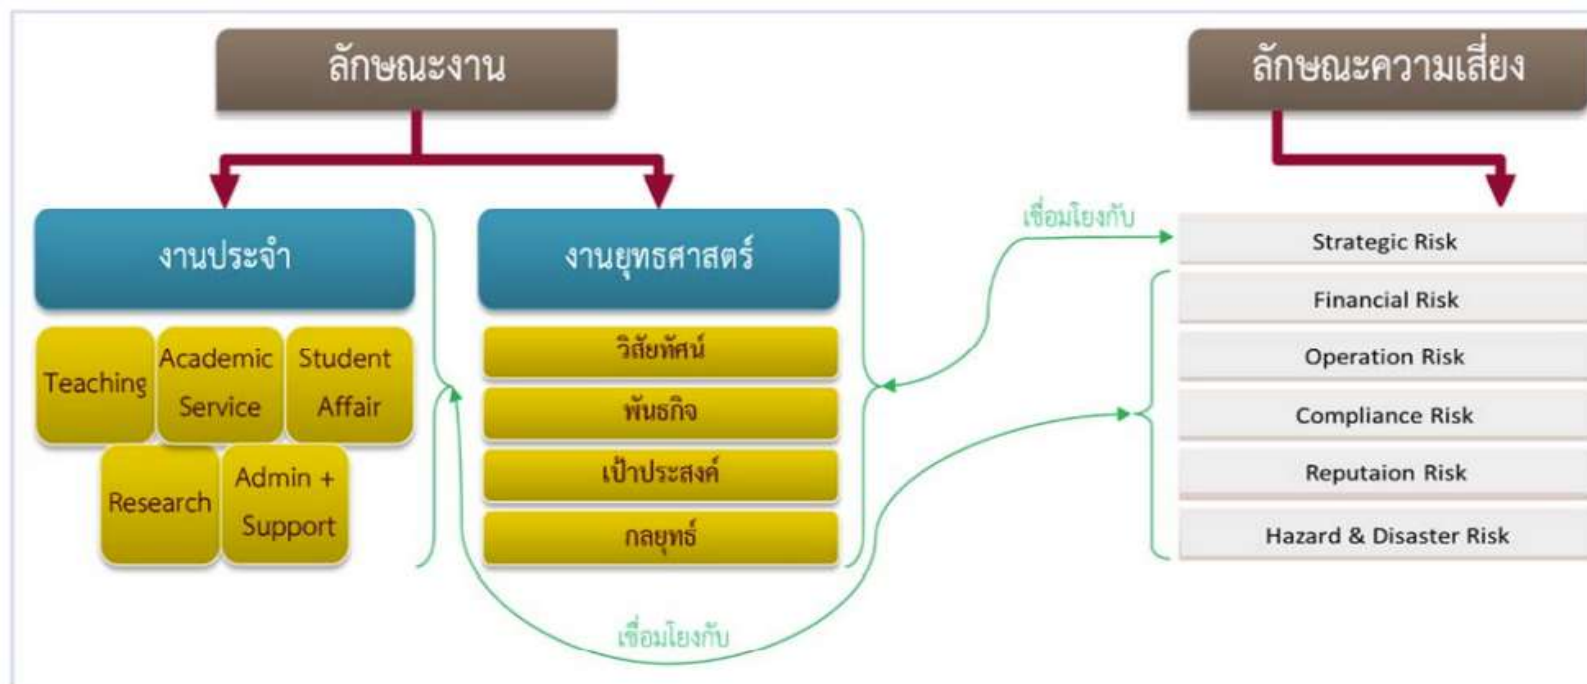 ลักษณะงาน
ลักษณะความเสี่ยง
งานประจำ
งานยุทธศาสตร์
เชื่อมโยงกับ
Teaching
Academic
Service
Student
Affair
Research
Admin +
Support
วิสัยทัศน์
พันธกิจ
เป้าประสงค์
กลยุทธ์
Strategic Risk
Financial Risk
Operation Risk
Compliance Risk
Reputaion Risk
Hazard & Disaster Risk
เชื่อมโยงกับ